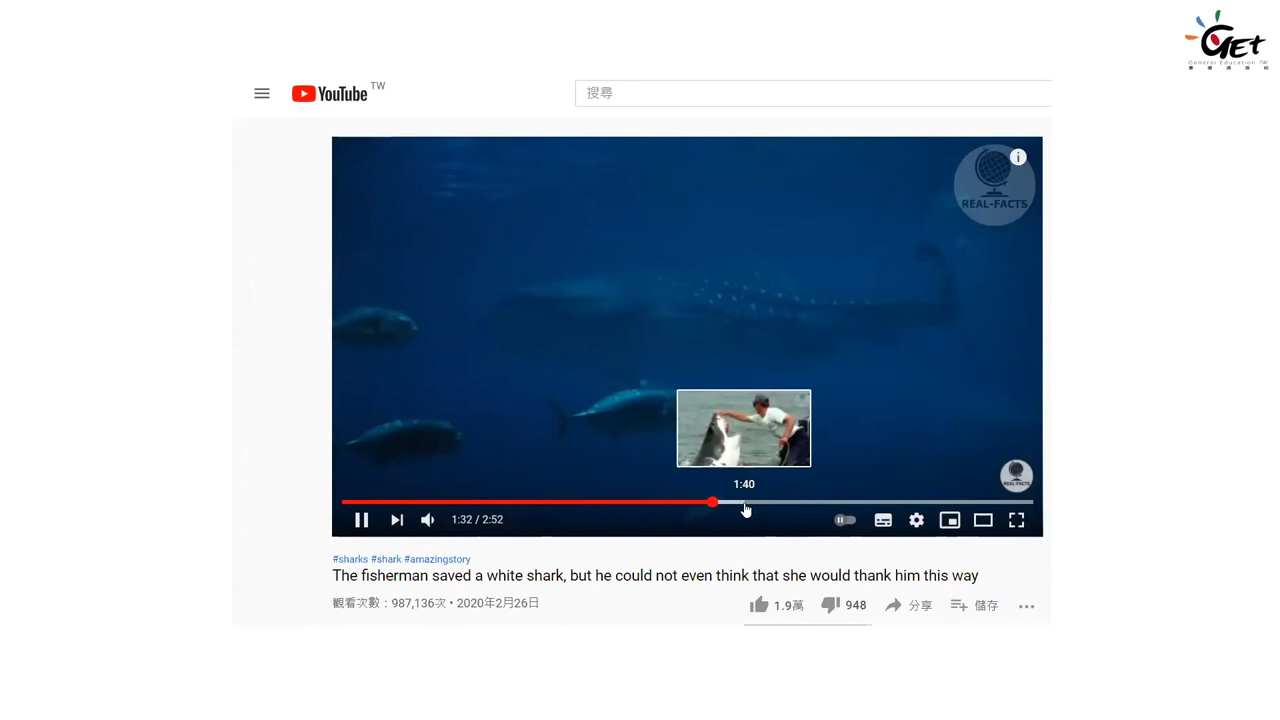 GET
General Education TW
YouTube TW
搜尋
i
REAL-FACTS
1:40
REAL-FACTS
1:32 / 2:52
#sharks #shark #amazingstory
The fisherman saved a white shark, but he could not even think that she would thank him this way
觀看次數：987,136次 • 2020年2月26日
1.9萬 948 分享 儲存